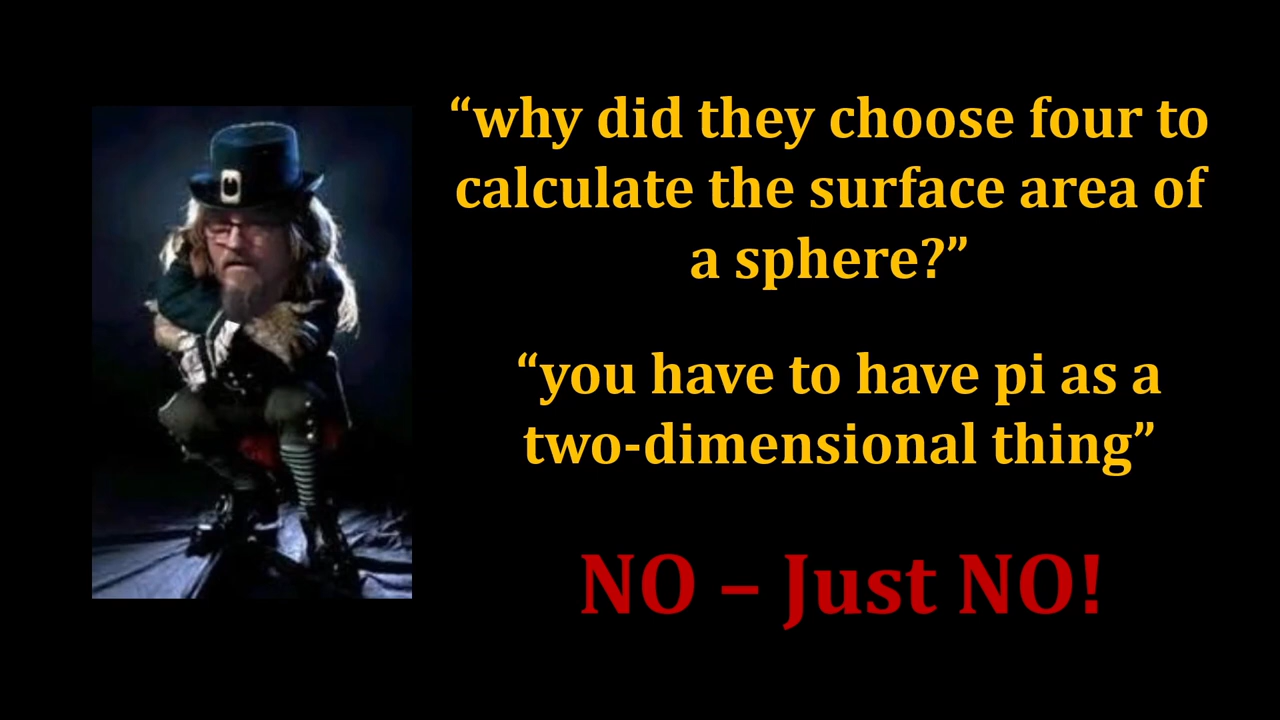 “why did they choose four to
calculate the surface area of
a sphere?”
“you have to have pi as a
two-dimensional thing”
NO – Just NO!